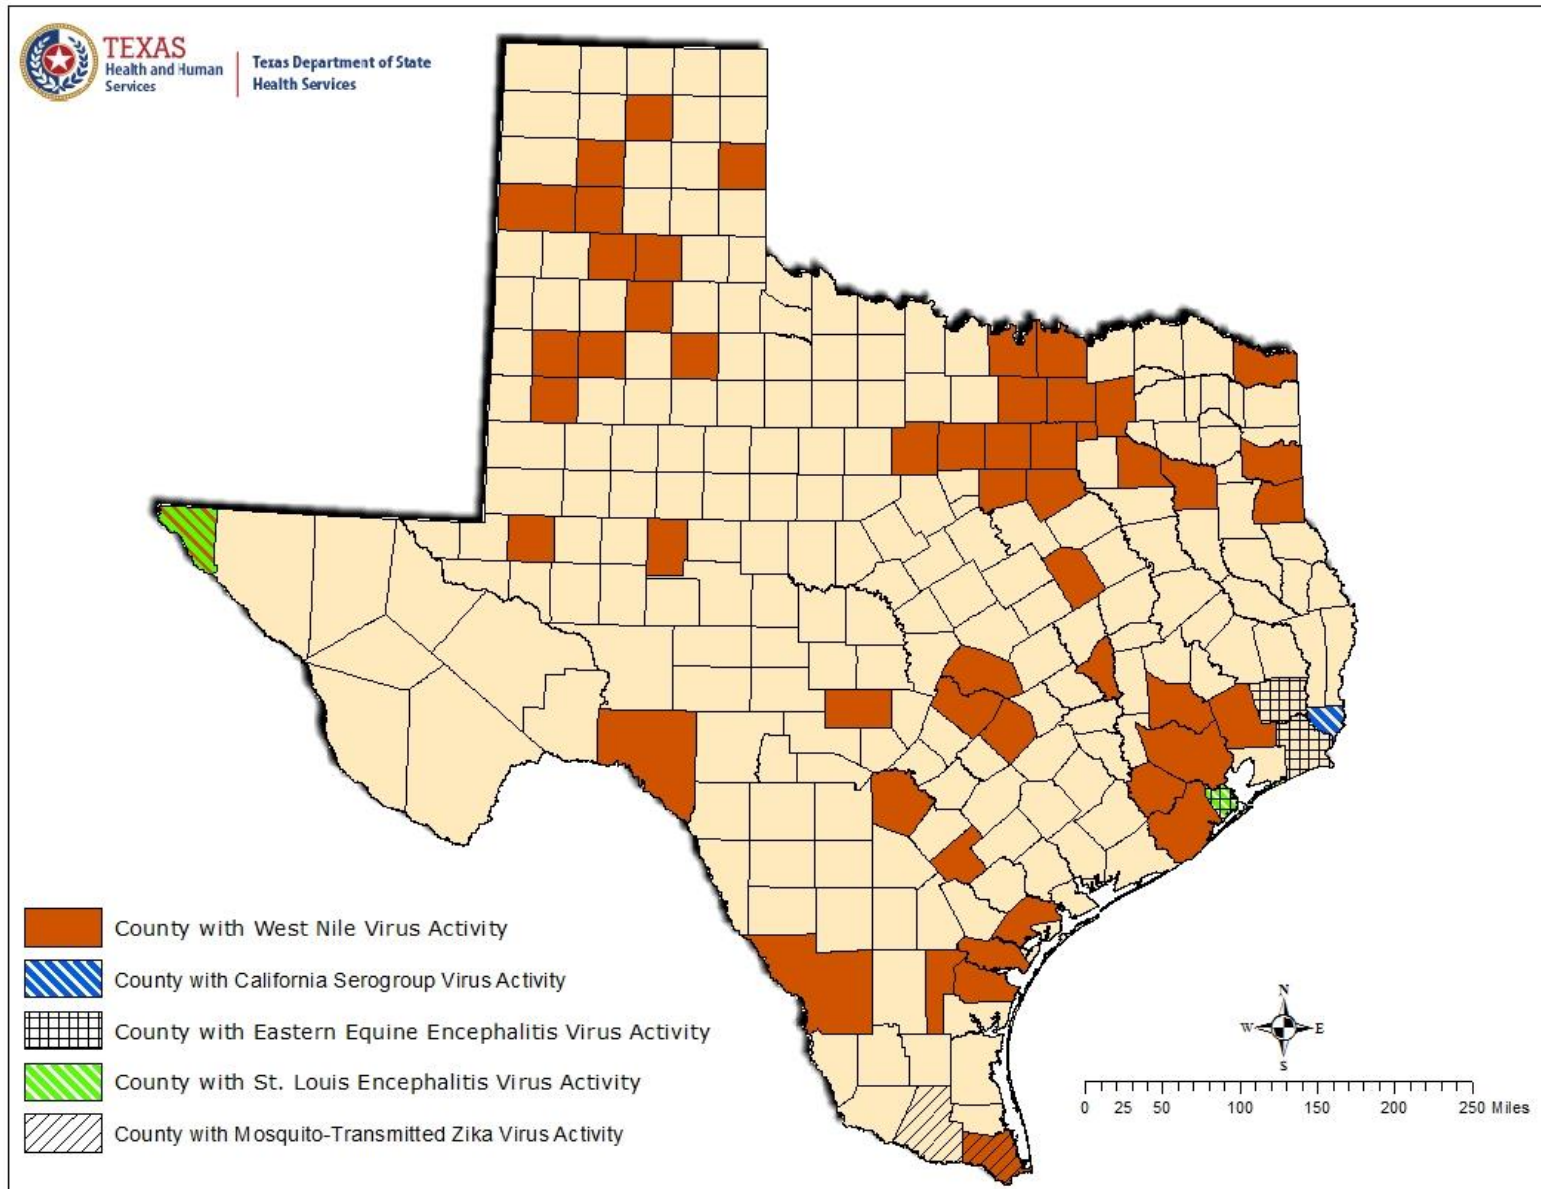 TEXAS
Health and Human
Services
Texas Department of State
Health Services
County with West Nile Virus Activity
County with California Serogroup Virus Activity
County with Eastern Equine Encephalitis Virus Activity
County with St. Louis Encephalitis Virus Activity
County with Mosquito-Transmitted Zika Virus Activity
N
W E
S
0 25 50 100 150 200 250 Miles